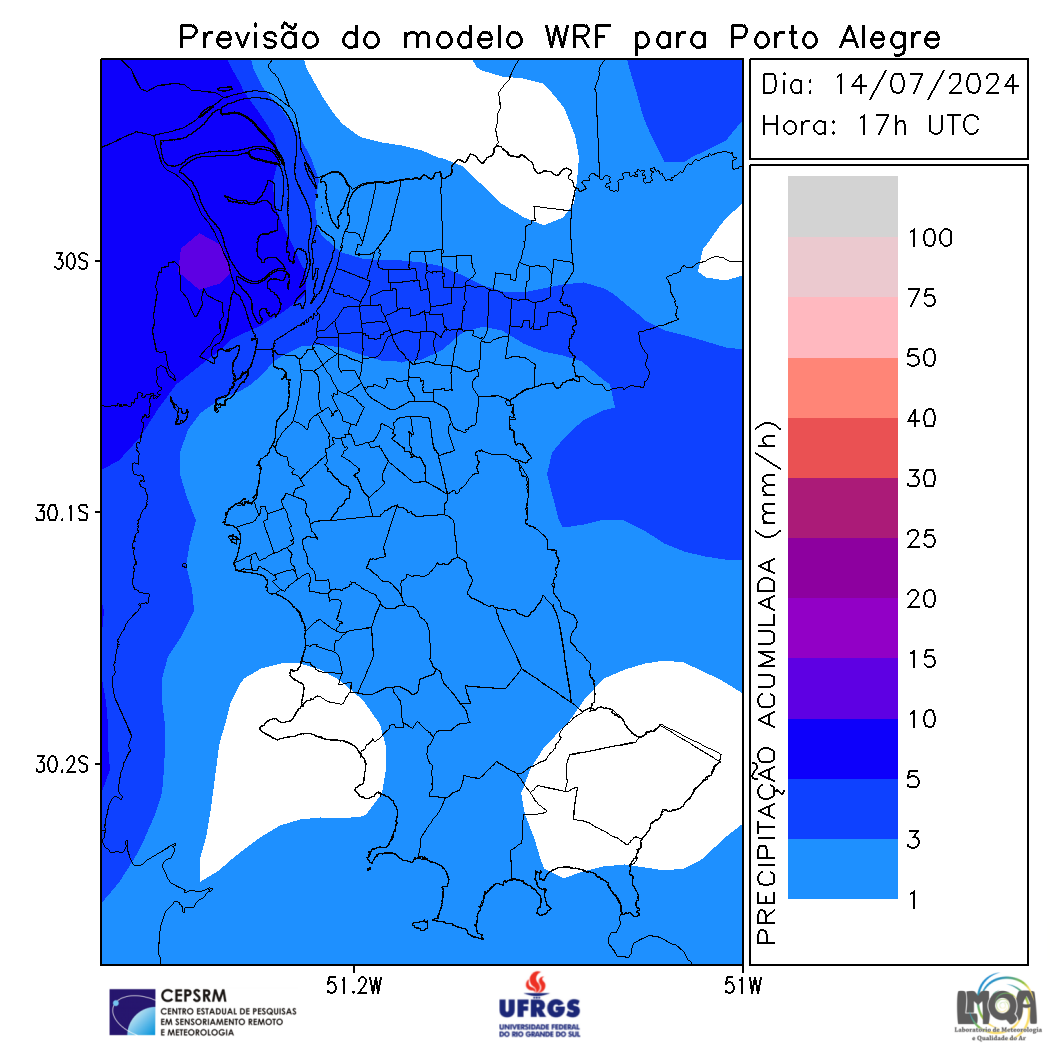 Previsão do modelo WRF para Porto Alegre
Dia: 14/07/2024
Hora: 17h UTC
30S
30.1S
30.2S
51.2W
51W
PRECIPITAÇÃO ACUMULADA (mm/h)
100
75
50
40
30
25
20
15
10
5
3
1
CEPSRM
CENTRO ESTADUAL DE PESQUISAS
EM SENSORIAMENTO REMOTO
E METEOROLOGIA
UFRGS
UNIVERSIDADE FEDERAL
DO RIO GRANDE DO SUL
LMQA
Laboratório de Meteorologia
e Qualidade do Ar